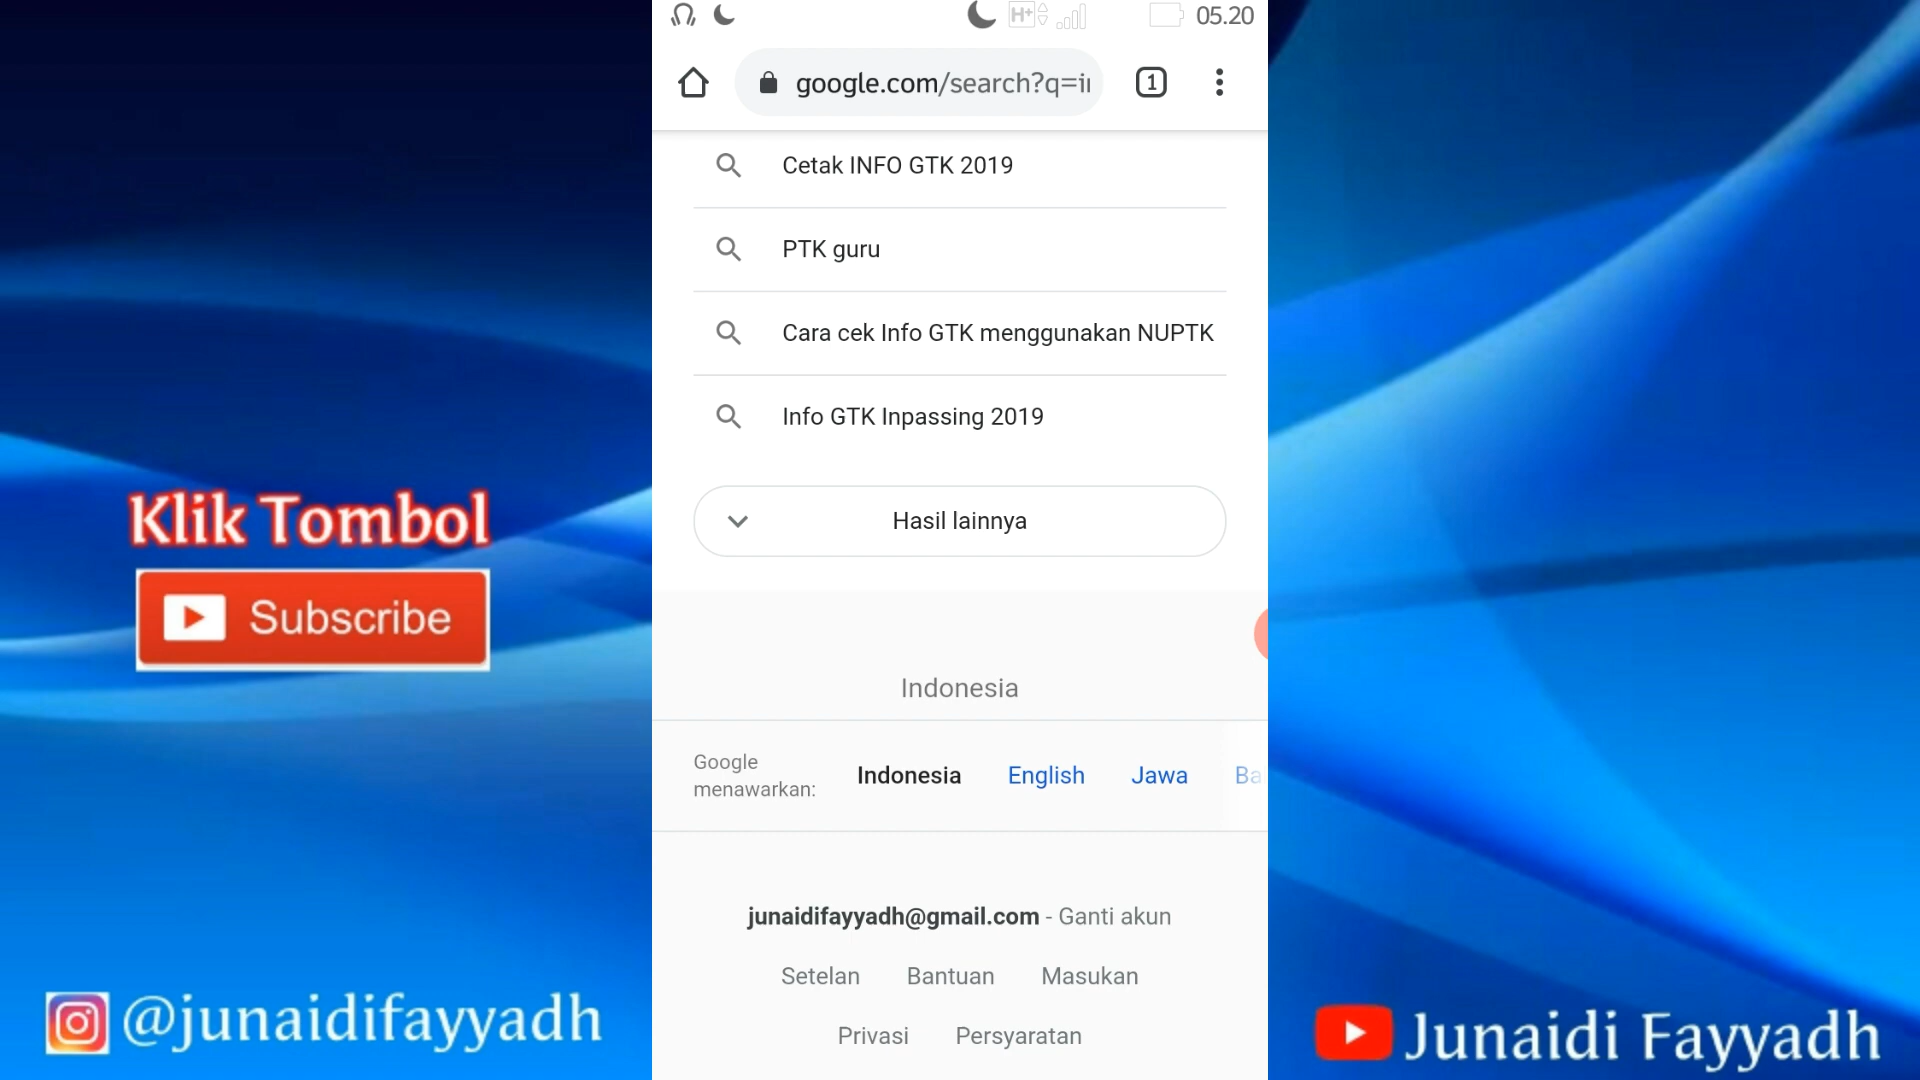 H+ 05.20
google.com/search?q=i
1
Cetak INFO GTK 2019
PTK guru
Cara cek Info GTK menggunakan NUPTK
Info GTK Inpassing 2019
Hasil lainnya
Klik Tombol
Subscribe
Indonesia
Google menawarkan:
Indonesia English Jawa Ba
junaidifayyadh@gmail.com - Ganti akun
Setelan Bantuan Masukan
Privasi Persyaratan
@junaidifayyadh
Junaidi Fayyadh